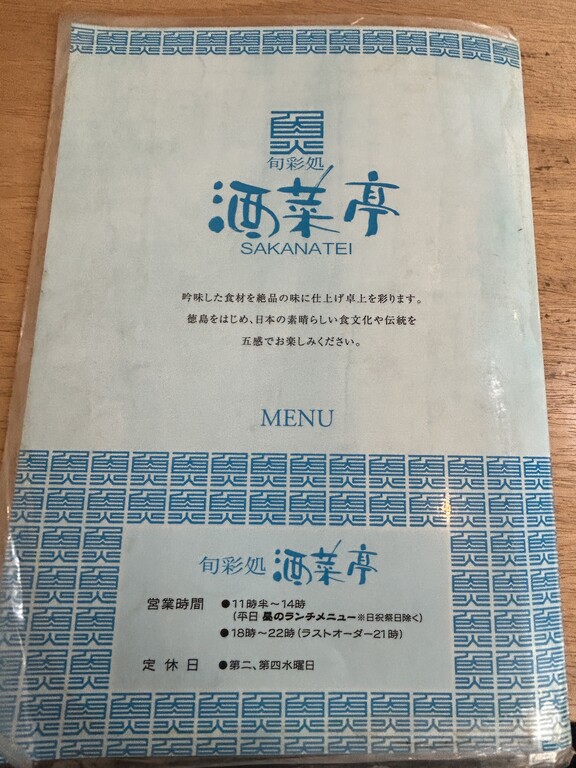 旬彩処
酒菜亭
SAKANATEI
吟味した食材を絶品の味に仕上げ卓上を彩ります。
徳島をはじめ、日本の素晴らしい食文化や伝統を
五感でお楽しみください。
MENU
旬彩処 酒菜亭
営業時間 ●11時半〜14時
(平日 昼のランチメニュー※日祝祭日除く)
●18時〜22時(ラストオーダー21時)
定休日 ●第二、第四水曜日